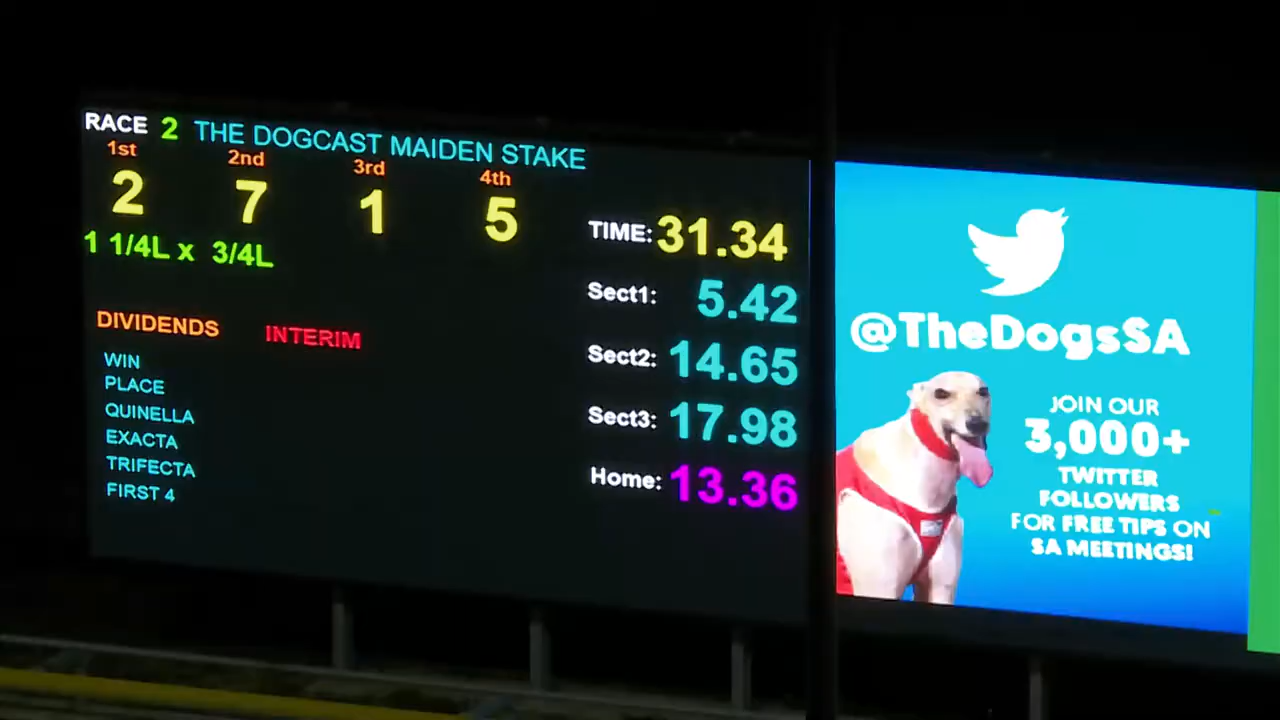 RACE 2 THE DOGCAST MAIDEN STAKE
1st 2nd 3rd 4th
2 7 1 5
1 1/4L x 3/4L
TIME: 31.34
Sect1: 5.42
Sect2: 14.65
Sect3: 17.98
Home: 13.36
DIVIDENDS INTERIM
WIN
PLACE
QUINELLA
EXACTA
TRIFECTA
FIRST 4
@TheDogsSA
JOIN OUR
3,000+
TWITTER
FOLLOWERS
FOR FREE TIPS ON
SA MEETINGS!